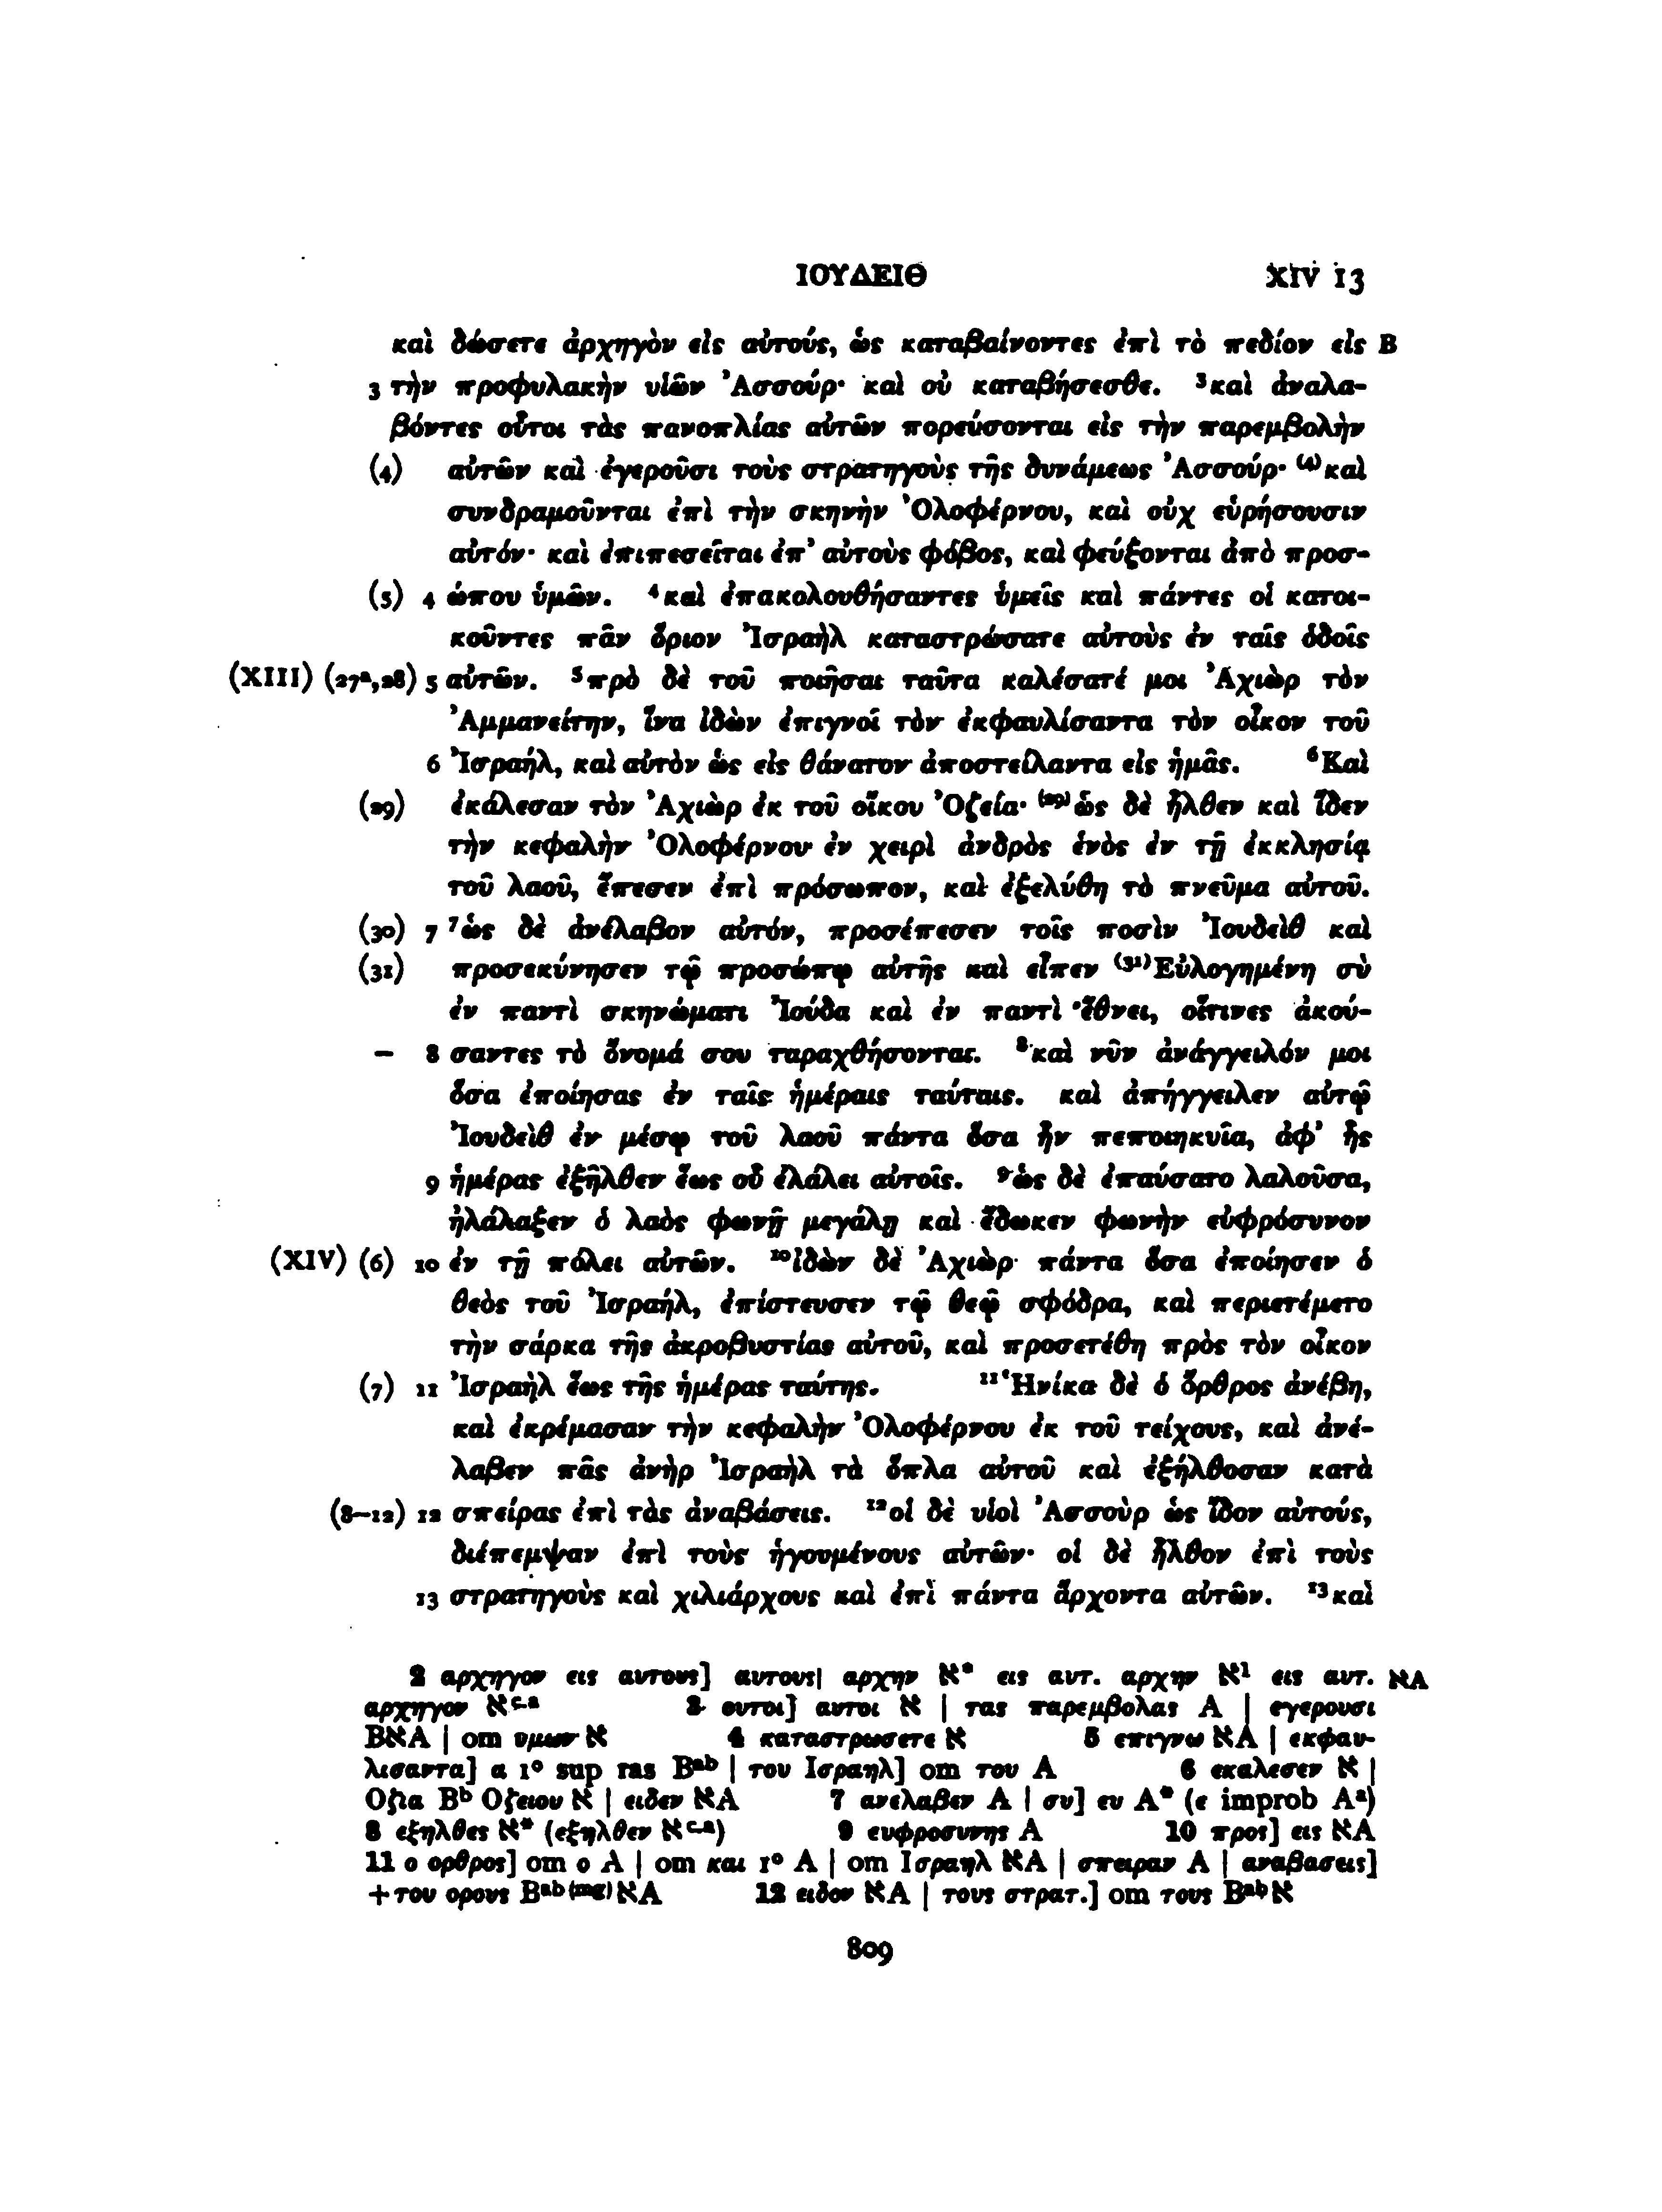 ΙΟΥΔΕΙΘ XIV 13
καὶ δώσετε ἀρχηγὸν εἰς αὐτούς, ὡς καταβαίνοντες ἐπὶ τὸ πεδίον εἰς B
3 τὴν προφυλακὴν υἱῶν Ἀσσούρ· καὶ οὐ καταβήσεσθε. ³καὶ ἀναλα-
βόντες οὗτοι τὰς πανοπλίας αὐτῶν πορεύσονται εἰς τὴν παρεμβολὴν
(4) αὐτῶν καὶ ἐγεροῦσι τοὺς στρατηγοὺς τῆς δυνάμεως Ἀσσούρ· ⁽⁴⁾καὶ
συνδραμοῦνται ἐπὶ τὴν σκηνὴν Ὀλοφέρνου, καὶ οὐχ εὑρήσουσιν
αὐτόν· καὶ ἐπιπεσεῖται ἐπ' αὐτοὺς φόβος, καὶ φεύξονται ἀπὸ προσ-
(5) 4 ώπου ὑμῶν. ⁴καὶ ἐπακολουθήσαντες ὑμεῖς καὶ πάντες οἱ κατοι-
κοῦντες πᾶν ὅριον Ἰσραὴλ καταστρώσατε αὐτοὺς ἐν ταῖς ὁδοῖς
(XIII) (27ᵃ,28) 5 αὐτῶν. ⁵πρὸ δὲ τοῦ ποιῆσαι ταῦτα καλέσατέ μοι Ἀχιὼρ τὸν
Ἀμμανείτην, ἵνα ἰδὼν ἐπιγνοῖ τὸν ἐκφαυλίσαντα τὸν οἶκον τοῦ
6 Ἰσραήλ, καὶ αὐτὸν ὡς εἰς θάνατον ἀποστείλαντα εἰς ἡμᾶς. ⁶Καὶ
(29) ἐκάλεσαν τὸν Ἀχιὼρ ἐκ τοῦ οἴκου Ὀζεία· ⁽²⁹⁾ὡς δὲ ἦλθεν καὶ ἴδεν
τὴν κεφαλὴν Ὀλοφέρνου ἐν χειρὶ ἀνδρὸς ἑνὸς ἐν τῇ ἐκκλησίᾳ
τοῦ λαοῦ, ἔπεσεν ἐπὶ πρόσωπον, καὶ ἐξελύθη τὸ πνεῦμα αὐτοῦ.
(30) 7 ⁷ὡς δὲ ἀνέλαβον αὐτόν, προσέπεσεν τοῖς ποσὶν Ἰουδεὶθ καὶ
(31) προσεκύνησεν τῷ προσώπῳ αὐτῆς καὶ εἶπεν ⁽³¹⁾Εὐλογημένη σὺ
ἐν παντὶ σκηνώματι Ἰούδα καὶ ἐν παντὶ ἔθνει, οἵτινες ἀκού-
– 8 σαντες τὸ ὄνομά σου ταραχθήσονται. ⁸καὶ νῦν ἀνάγγειλόν μοι
ὅσα ἐποίησας ἐν ταῖς ἡμέραις ταύταις. καὶ ἀπήγγειλεν αὐτῷ
Ἰουδεὶθ ἐν μέσῳ τοῦ λαοῦ πάντα ὅσα ἦν πεποιηκυῖα, ἀφ' ἧς
9 ἡμέρας ἐξῆλθεν ἕως οὗ ἐλάλει αὐτοῖς. ⁹ὡς δὲ ἐπαύσατο λαλοῦσα,
ἠλάλαξεν ὁ λαὸς φωνῇ μεγάλῃ καὶ ἔδωκεν φωνὴν εὐφρόσυνον
(XIV) (6) 10 ἐν τῇ πόλει αὐτῶν. ¹⁰ἰδὼν δὲ Ἀχιὼρ πάντα ὅσα ἐποίησεν ὁ
θεὸς τοῦ Ἰσραήλ, ἐπίστευσεν τῷ θεῷ σφόδρα, καὶ περιετέμετο
τὴν σάρκα τῆς ἀκροβυστίας αὐτοῦ, καὶ προσετέθη πρὸς τὸν οἶκον
(7) 11 Ἰσραὴλ ἕως τῆς ἡμέρας ταύτης. ¹¹Ἡνίκα δὲ ὁ ὄρθρος ἀνέβη,
καὶ ἐκρέμασαν τὴν κεφαλὴν Ὀλοφέρνου ἐκ τοῦ τείχους, καὶ ἀνέ-
λαβεν πᾶς ἀνὴρ Ἰσραὴλ τὰ ὅπλα αὐτοῦ καὶ ἐξήλθοσαν κατὰ
(8–12) 12 σπείρας ἐπὶ τὰς ἀναβάσεις. ¹²οἱ δὲ υἱοὶ Ἀσσοὺρ ὡς ἴδον αὐτούς,
διέπεμψαν ἐπὶ τοὺς ἡγουμένους αὐτῶν· οἱ δὲ ἦλθον ἐπὶ τοὺς
13 στρατηγοὺς καὶ χιλιάρχους καὶ ἐπὶ πάντα ἄρχοντα αὐτῶν. ¹³καὶ
2 αρχηγον εις αυτους] αυτους| αρχην א* εις αυτ. αρχην א¹ εις αυτ. אA
αρχηγον אᶜ·ᵃ 3 ουτοι] αυτοι א | τας παρεμβολας A | εγερουσι
BאA | om υμων א 4 καταστρωσετε א 5 επιγνω אA | εκφαυ-
λισαντα] α 1° sup ras Bᵃᵇ | του Ισραηλ] om του A 6 εκαλεσεν א |
Οζια Bᵇ Οζειου א | ειδεν אA 7 ανελαβεν A | συ] ευ A* (ε improb Aᵃ)
8 εξηλθες א* (εξηλθεν אᶜ·ᵃ) 9 ευφροσυνης A 10 προς] εις אA
11 ο ορθρος] om ο A | om και 1° A | om Ισραηλ אA | σπειραν A | αναβασεις]
+του ορους Bᵃᵇ⁽ᵐᵍ⁾אA 12 ειδον אA | τους στρατ.] om τους Bᵃᵇא
809